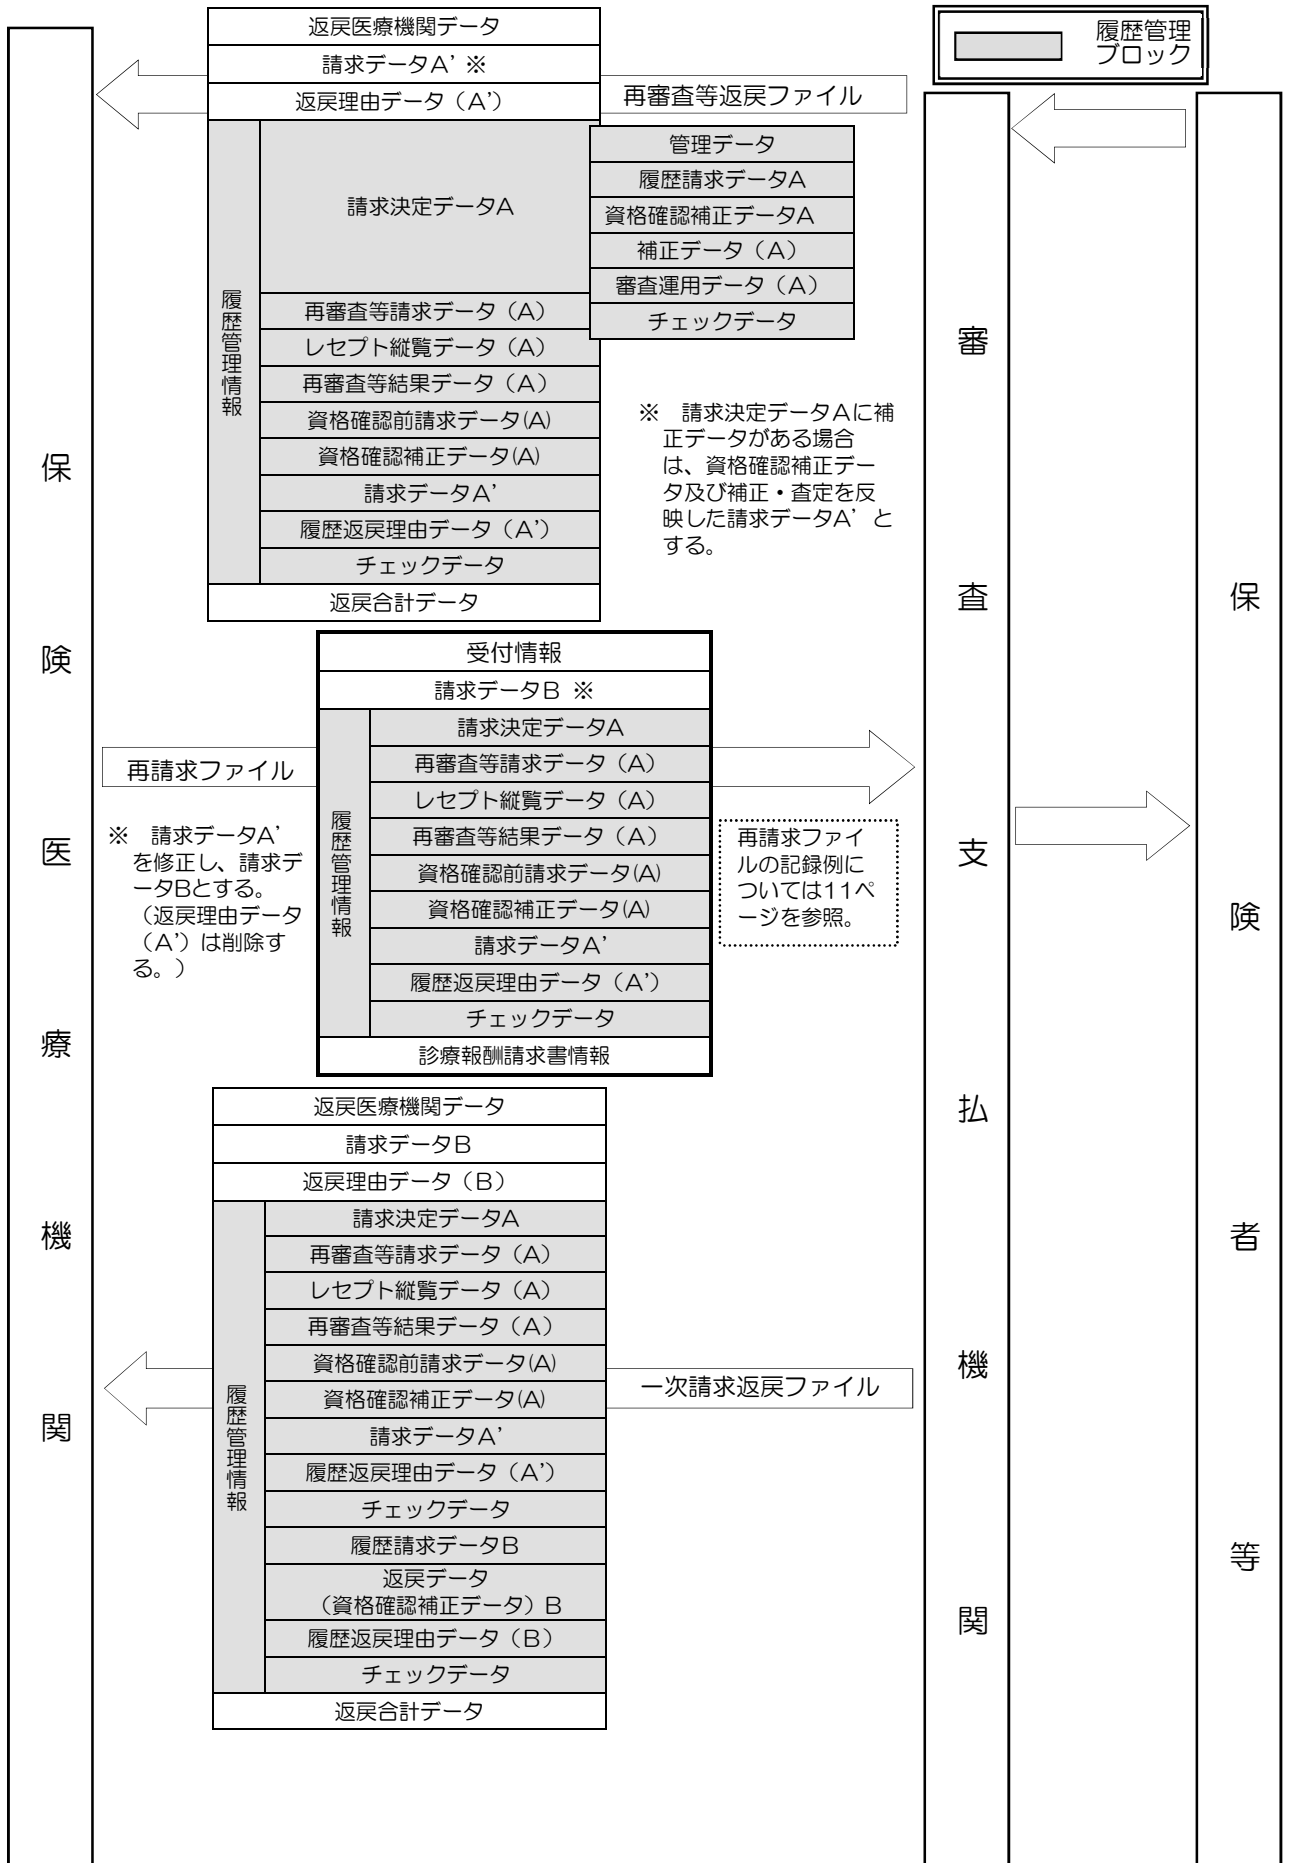 履歴管理
ブロック
保険医療機関
審査支払機関
保険者等
返戻医療機関データ
請求データA’ ※
返戻理由データ（A’）
再審査等返戻ファイル
履歴管理情報
請求決定データA
管理データ
履歴請求データA
資格確認補正データA
補正データ（A）
審査運用データ（A）
チェックデータ
再審査等請求データ（A）
レセプト縦覧データ（A）
再審査等結果データ（A）
資格確認前請求データ(A)
資格確認補正データ(A)
請求データA’
履歴返戻理由データ（A’）
チェックデータ
返戻合計データ
※　請求決定データAに補
正データがある場合
は、資格確認補正デー
タ及び補正・査定を反
映した請求データA’と
する。
受付情報
請求データB ※
再請求ファイル
履歴管理情報
請求決定データA
再審査等請求データ（A）
レセプト縦覧データ（A）
再審査等結果データ（A）
資格確認前請求データ(A)
資格確認補正データ(A)
請求データA’
履歴返戻理由データ（A’）
チェックデータ
診療報酬請求書情報
※　請求データA’
を修正し、請求デ
ータBとする。
（返戻理由データ
（A’）は削除す
る。）
再請求ファイ
ルの記録例に
ついては11ペ
ージを参照。
返戻医療機関データ
請求データB
返戻理由データ（B）
一次請求返戻ファイル
履歴管理情報
請求決定データA
再審査等請求データ（A）
レセプト縦覧データ（A）
再審査等結果データ（A）
資格確認前請求データ(A)
資格確認補正データ(A)
請求データA’
履歴返戻理由データ（A’）
チェックデータ
履歴請求データB
返戻データ
（資格確認補正データ）B
履歴返戻理由データ（B）
チェックデータ
返戻合計データ